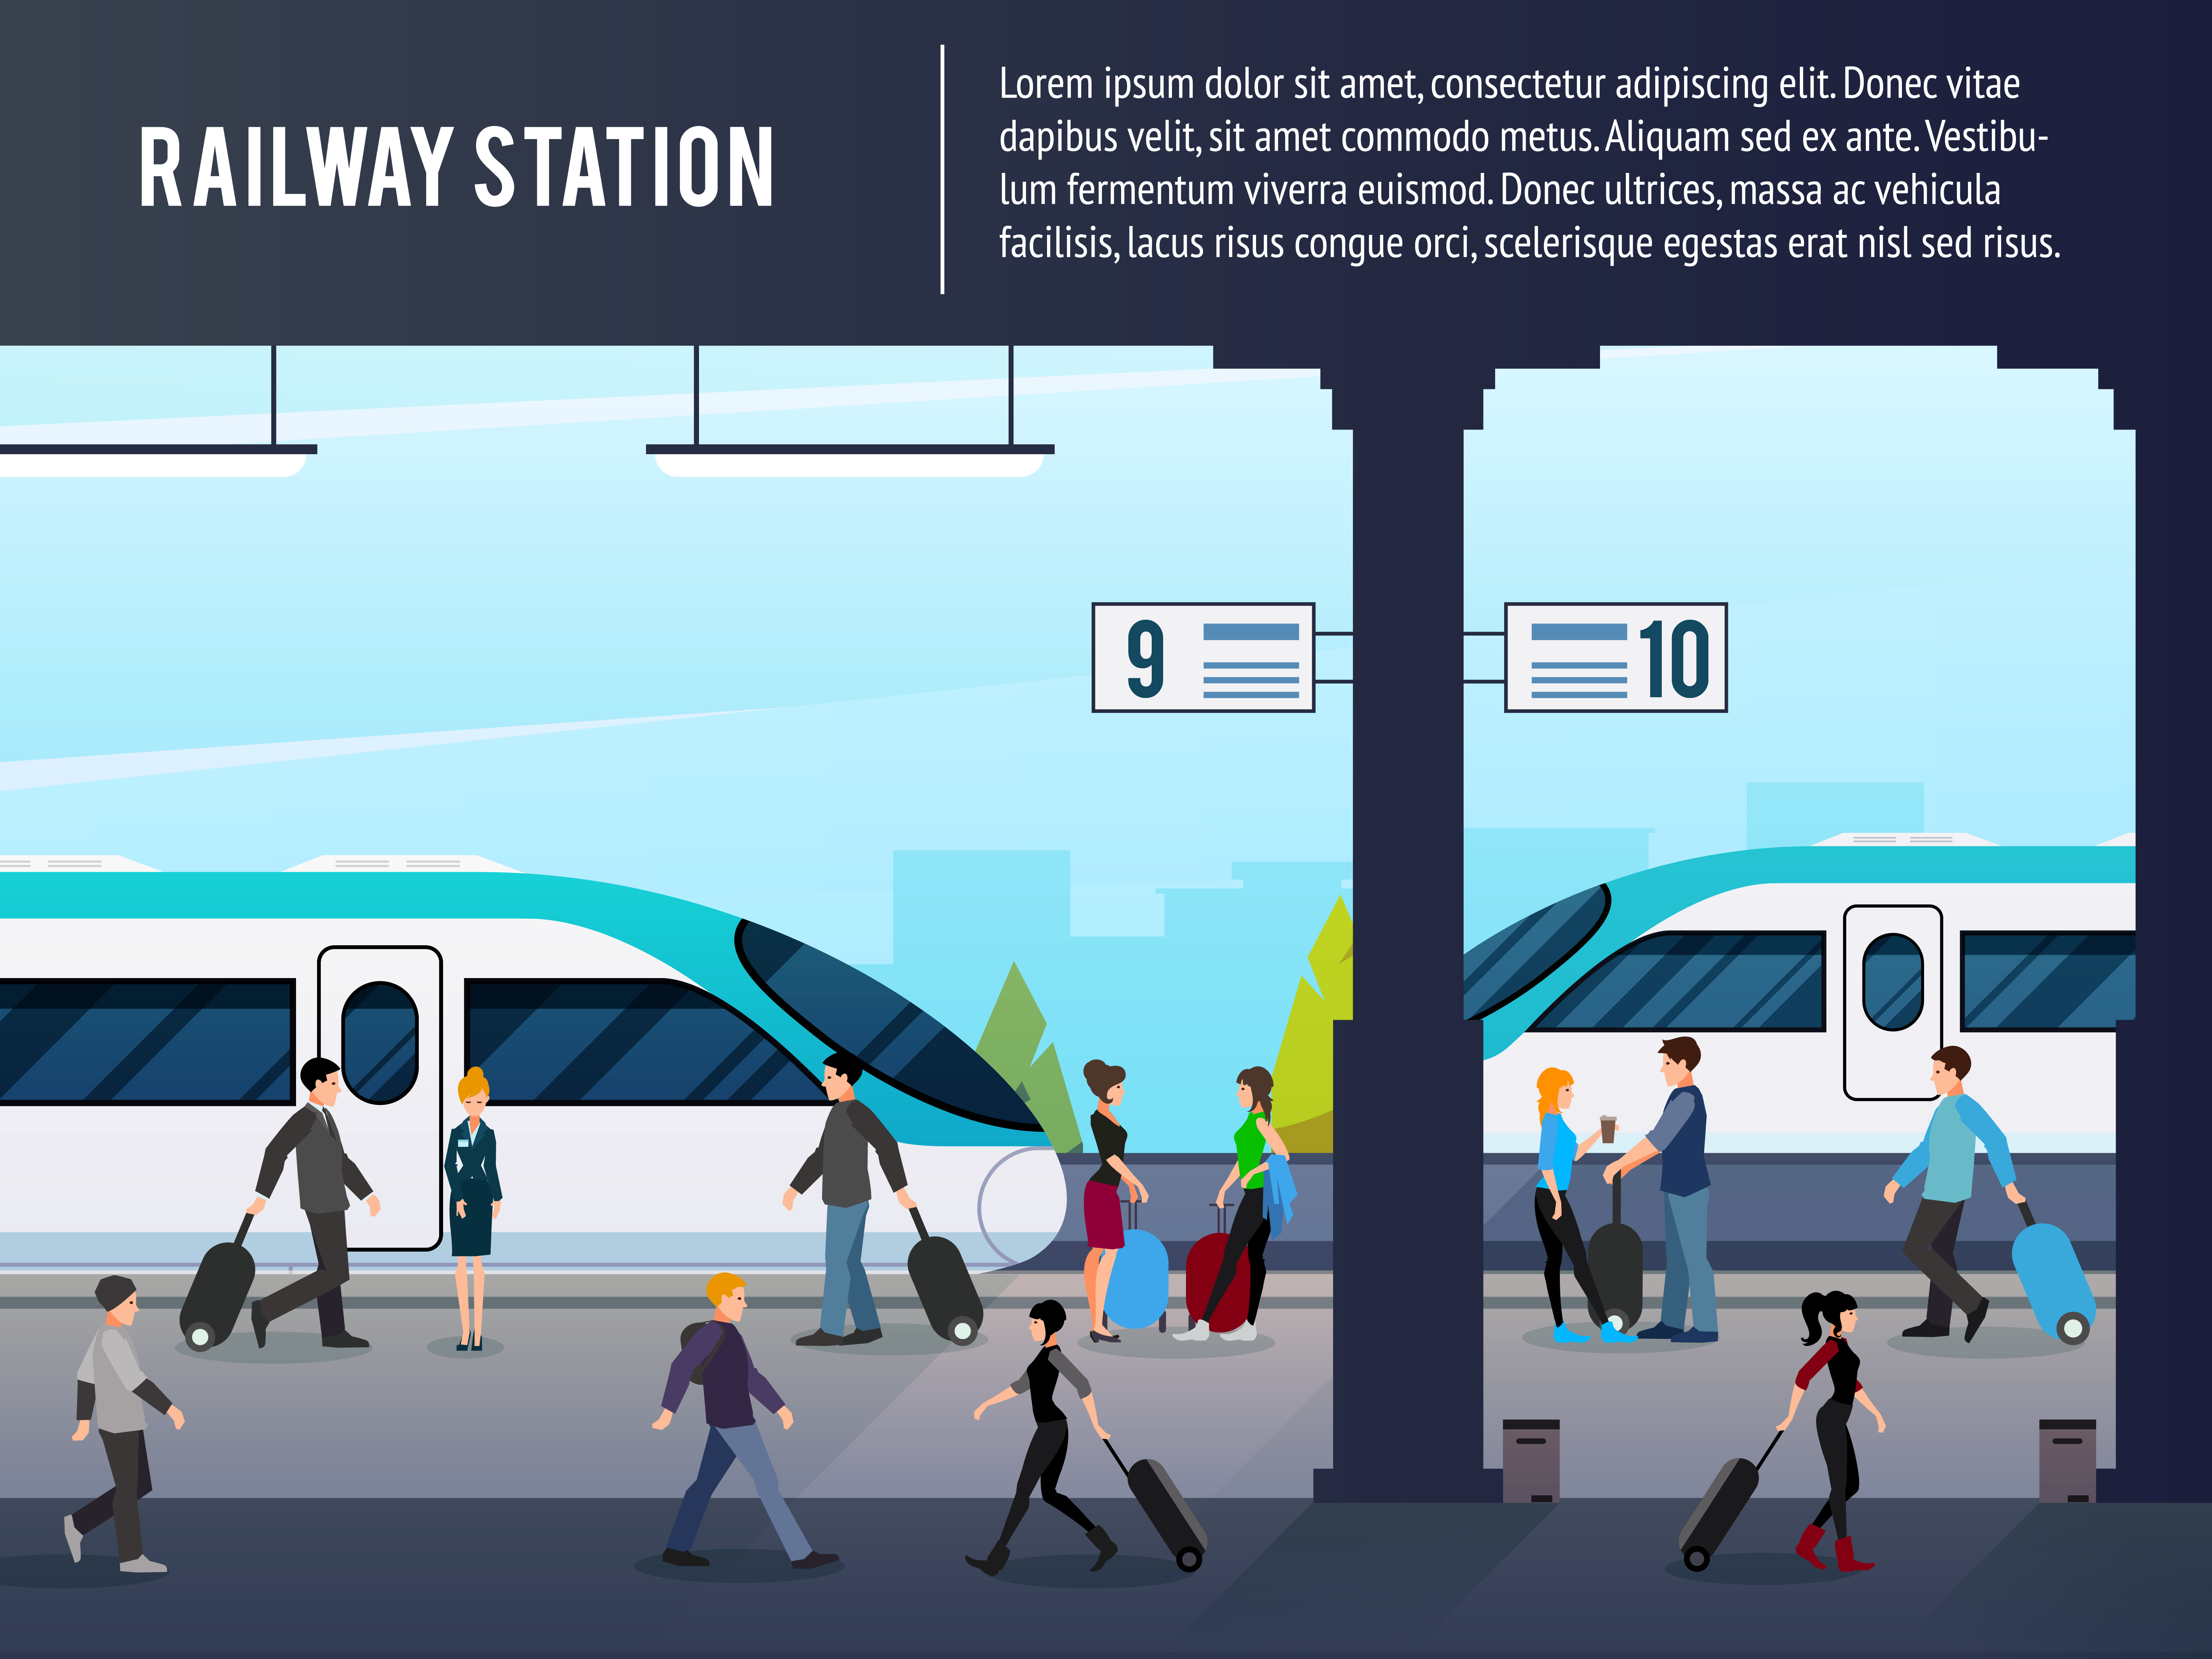 RAILWAY STATION
Lorem ipsum dolor sit amet, consectetur adipiscing elit. Donec vitae
dapibus velit, sit amet commodo metus. Aliquam sed ex ante. Vestibu-
lum fermentum viverra euismod. Donec ultrices, massa ac vehicula
facilisis, lacus risus congue orci, scelerisque egestas erat nisl sed risus.
9
10